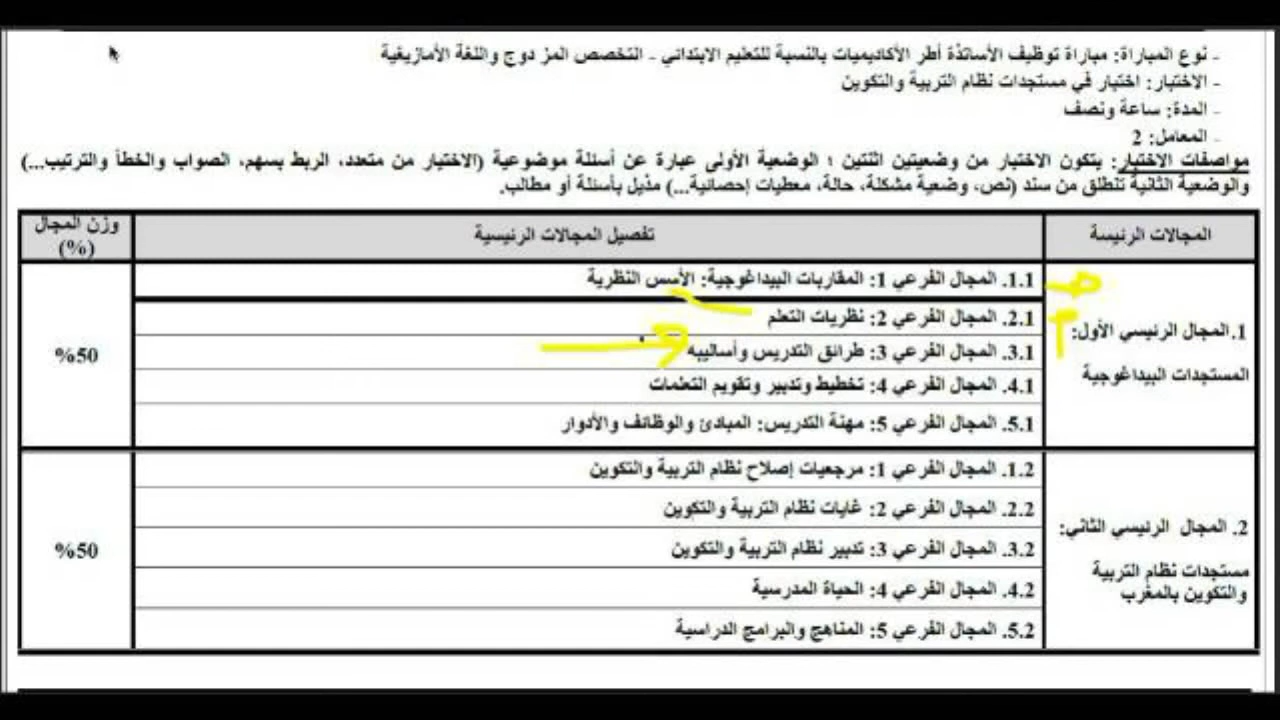 - نوع المباراة: مباراة توظيف الأساتذة أطر الأكاديميات بالنسبة للتعليم الابتدائي - التخصص المزدوج واللغة الأمازيغية
- الاختبار: اختبار في مستجدات نظام التربية والتكوين
- المدة: ساعة ونصف
- المعامل: 2
مواصفات الاختبار: يتكون الاختبار من وضعيتين اثنتين ؛ الوضعية الأولى عبارة عن أسئلة موضوعية (الاختيار من متعدد، الربط بسهم، الصواب والخطأ والترتيب...)
والوضعية الثانية تنطلق من سند (نص، وضعية مشكلة، حالة، معطيات إحصائية...) مذيل بأسئلة أو مطالب.
المجالات الرئيسة
تفصيل المجالات الرئيسية
وزن المجال
(%)
1.المجال الرئيسي الأول:
المستجدات البيداغوجية
1.1. المجال الفرعي 1: المقاربات البيداغوجية: الأسس النظرية
2.1. المجال الفرعي 2: نظريات التعلم
3.1. المجال الفرعي 3: طرائق التدريس وأساليبه
4.1. المجال الفرعي 4: تخطيط وتدبير وتقويم التعلمات
5.1. المجال الفرعي 5: مهنة التدريس: المبادئ والوظائف والأدوار
%50
2. المجال الرئيسي الثاني:
مستجدات نظام التربية
والتكوين بالمغرب
1.2. المجال الفرعي 1: مرجعيات إصلاح نظام التربية والتكوين
2.2. المجال الفرعي 2: غايات نظام التربية والتكوين
3.2. المجال الفرعي 3: تدبير نظام التربية والتكوين
4.2. المجال الفرعي 4: الحياة المدرسية
5.2. المجال الفرعي 5: المناهج والبرامج الدراسية
%50